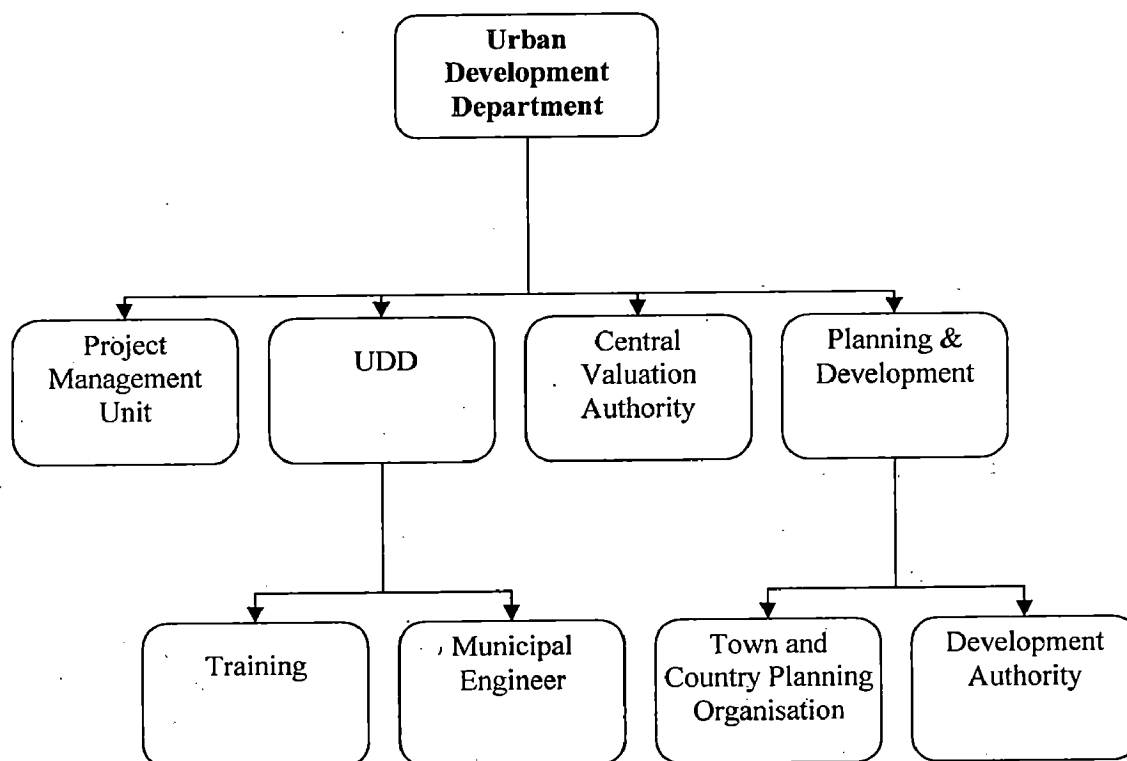 Urban
Development
Department
Project
Management
Unit
UDD
Central
Valuation
Authority
Planning &
Development
Training
Municipal
Engineer
Town and
Country Planning
Organisation
Development
Authority